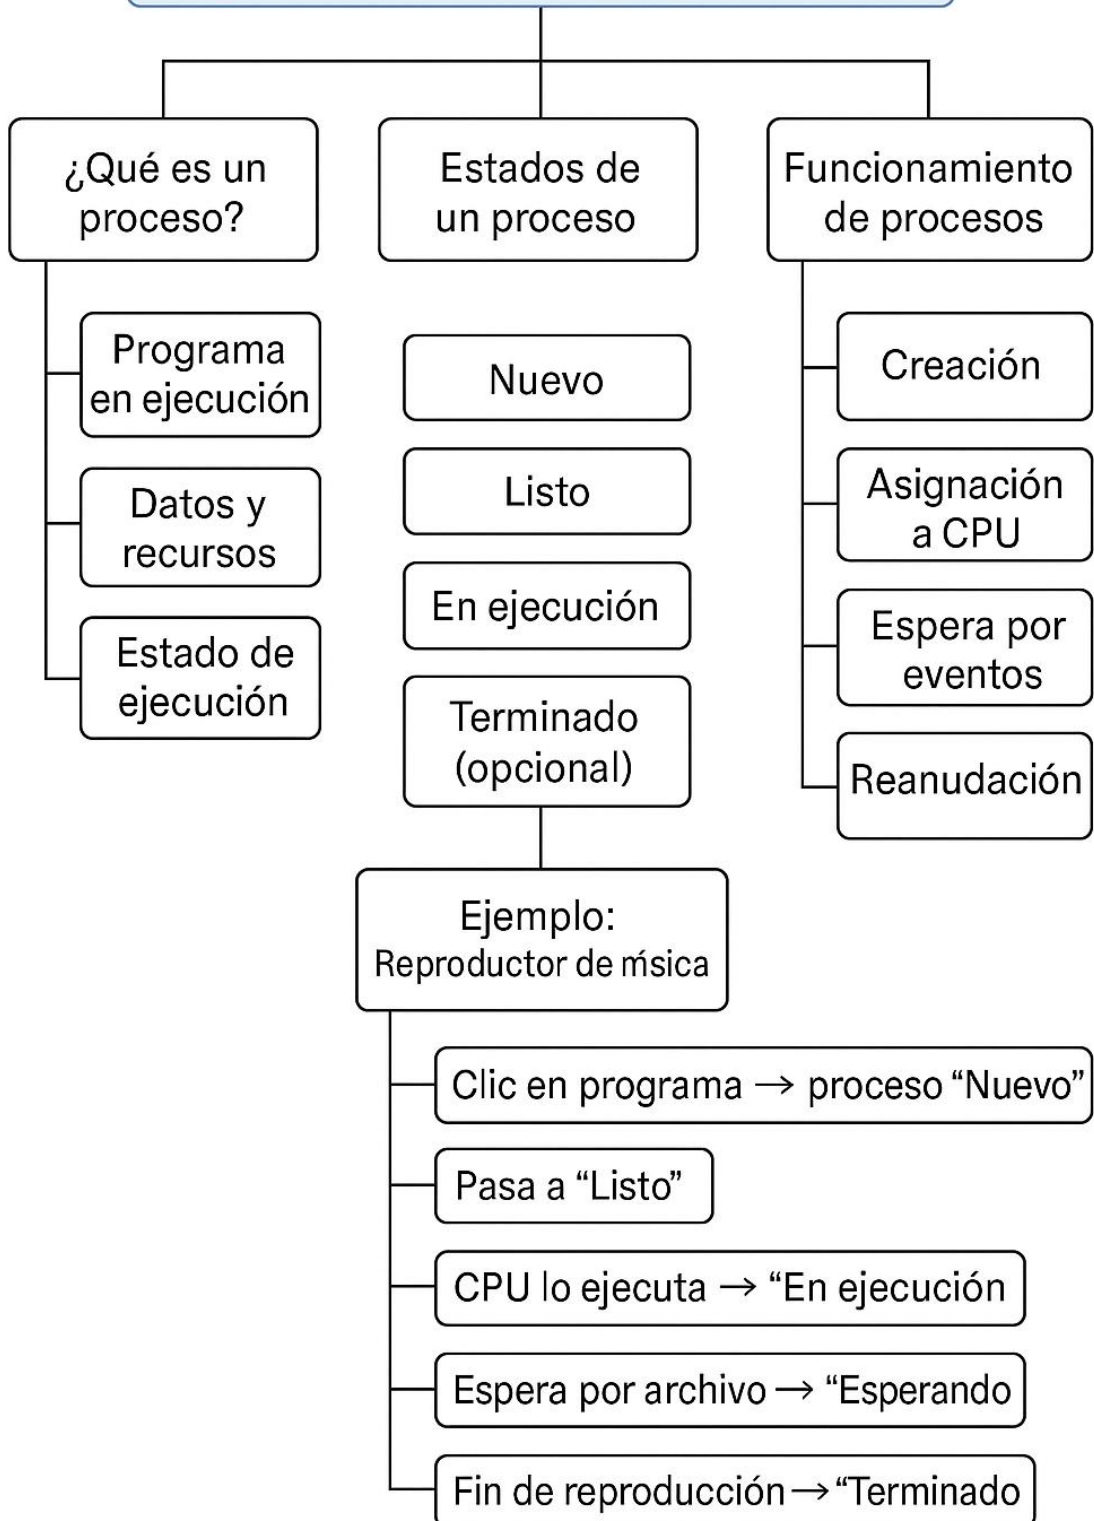 ¿Qué es un
proceso?
Programa
en ejecución
Datos y
recursos
Estado de
ejecución
Estados de
un proceso
Nuevo
Listo
En ejecución
Terminado
(opcional)
Funcionamiento
de procesos
Creación
Asignación
a CPU
Espera por
eventos
Reanudación
Ejemplo:
Reproductor de ḿsica
Clic en programa → proceso “Nuevo”
Pasa a “Listo”
CPU lo ejecuta → “En ejecución
Espera por archivo → “Esperando
Fin de reproducción → “Terminado